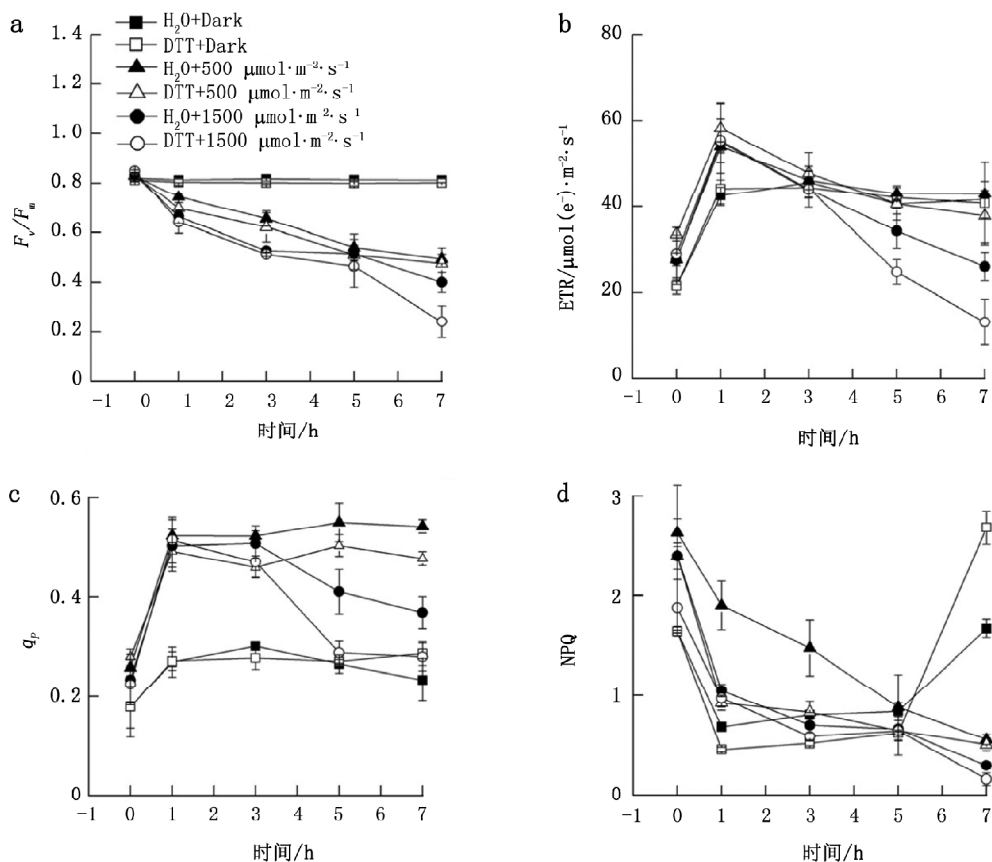 a
1.4
1.2
1.0
0.8
0.6
0.4
0.2
0
Fv/Fm
H2O+Dark
DTT+Dark
H2O+500 μmol·m-2·s-1
DTT+500 μmol·m-2·s-1
H2O+1500 μmol·m-2·s-1
DTT+1500 μmol·m-2·s-1
-1 0 1 2 3 4 5 6 7
时间/h
b
80
60
40
20
0
ETR/μmol(e-)·m-2·s-1
-1 0 1 2 3 4 5 6 7
时间/h
c
0.6
0.4
0.2
0
qP
-1 0 1 2 3 4 5 6 7
时间/h
d
3
2
1
0
NPQ
-1 0 1 2 3 4 5 6 7
时间/h